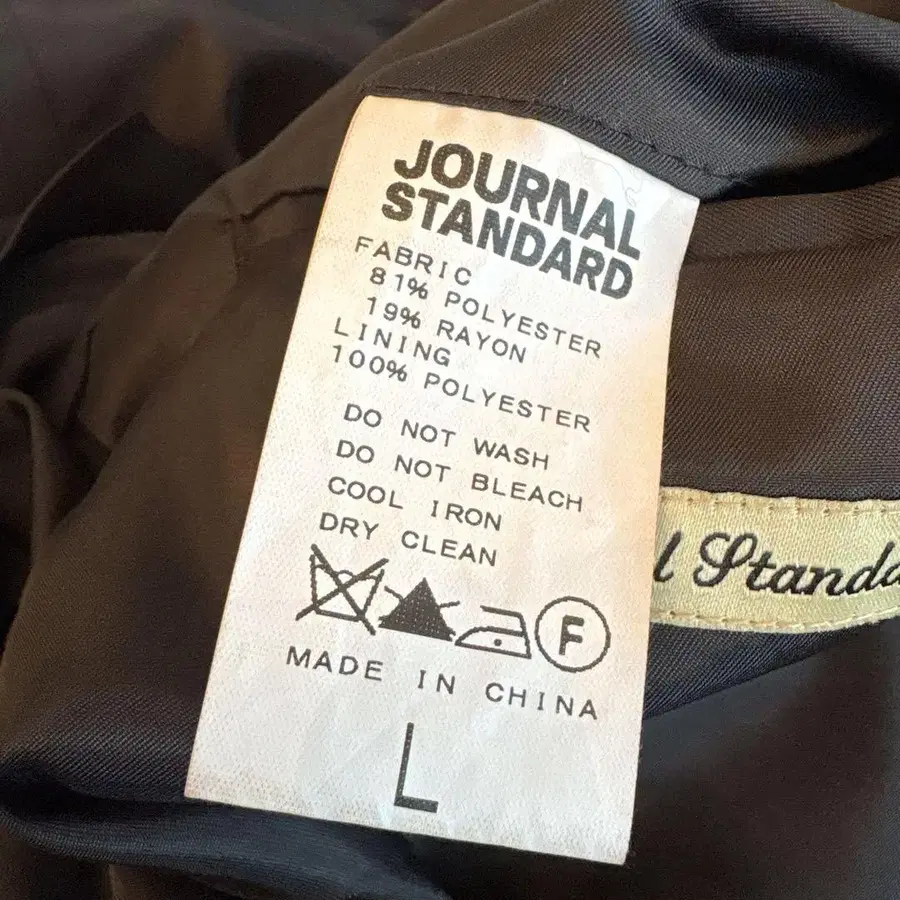 JOURNAL
STANDARD
FABRIC
81% POLYESTER
19% RAYON
LINING
100% POLYESTER
DO NOT WASH
DO NOT BLEACH
COOL IRON
DRY CLEAN
F
MADE IN CHINA
L